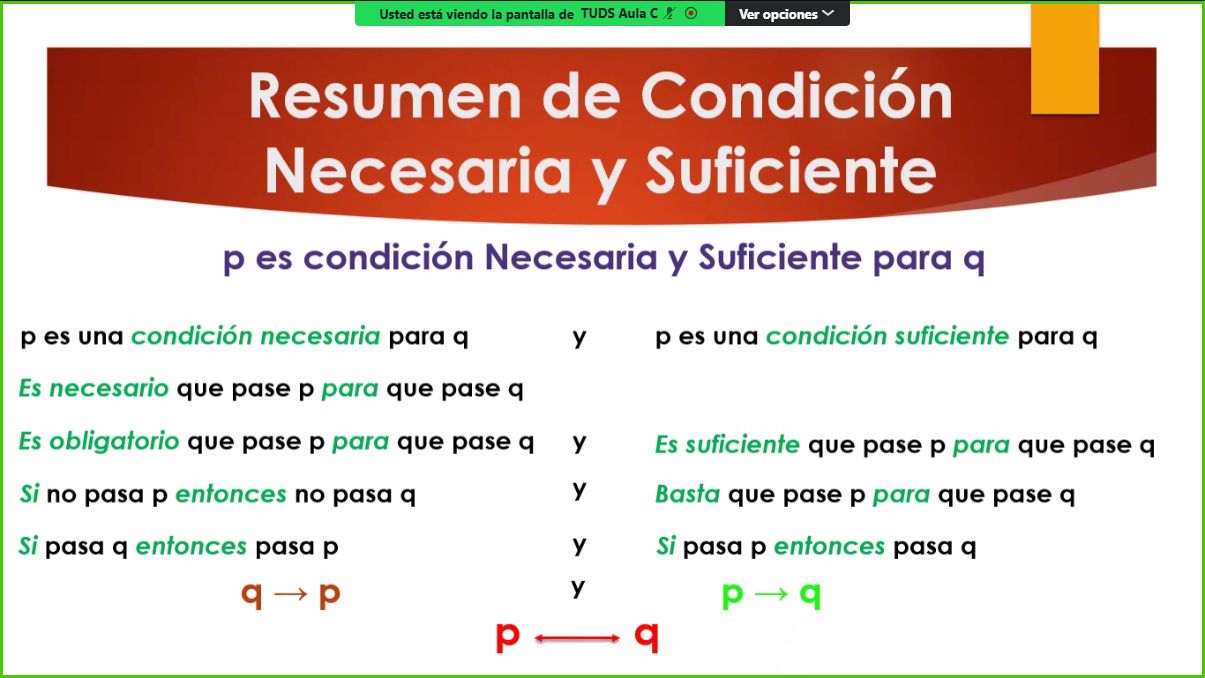 Usted está viendo la pantalla de TUDS Aula C Ver opciones
Resumen de Condición
Necesaria y Suficiente
p es condición Necesaria y Suficiente para q
p es una condición necesaria para q y p es una condición suficiente para q
Es necesario que pase p para que pase q
Es obligatorio que pase p para que pase q y Es suficiente que pase p para que pase q
Si no pasa p entonces no pasa q y Basta que pase p para que pase q
Si pasa q entonces pasa p y Si pasa p entonces pasa q
q → p y p → q
p ↔ q